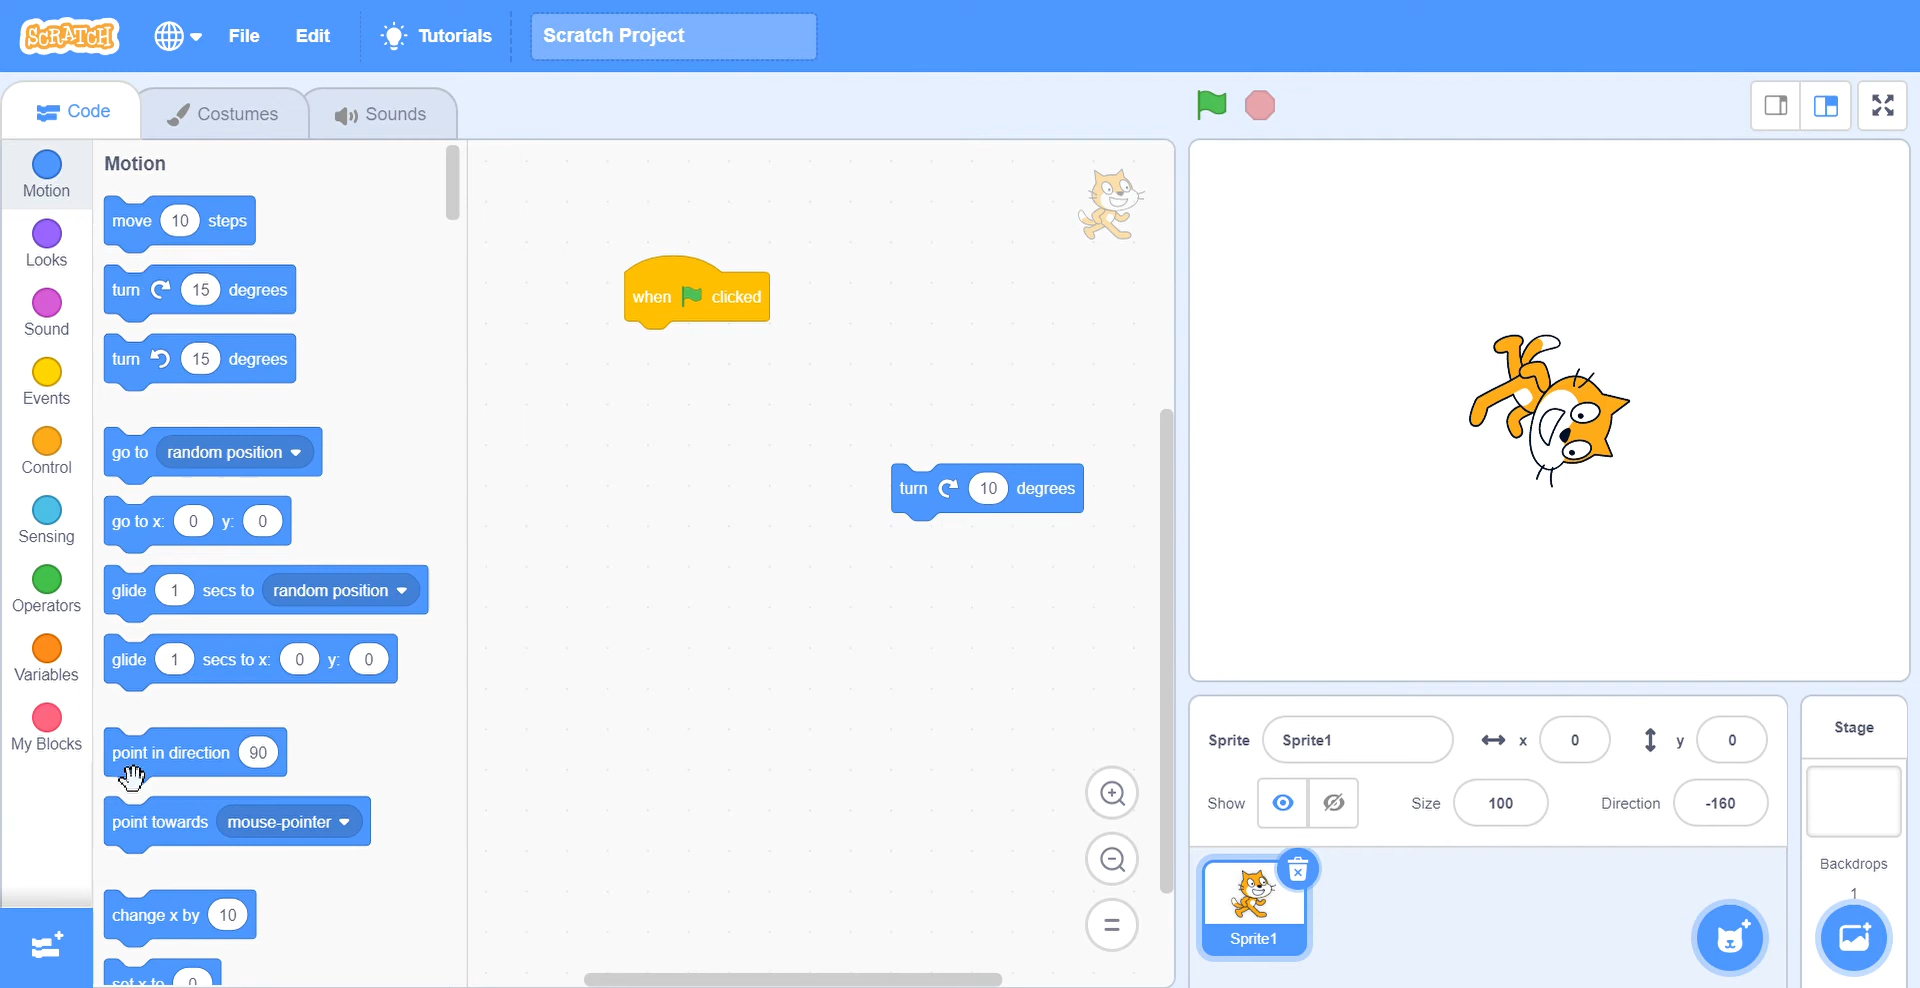 SCRATCH
File
Edit
Tutorials
Scratch Project
Code
Costumes
Sounds
Motion
Looks
Sound
Events
Control
Sensing
Operators
Variables
My Blocks
Motion
move 10 steps
turn 15 degrees
turn 15 degrees
go to random position
go to x: 0 y: 0
glide 1 secs to random position
glide 1 secs to x: 0 y: 0
point in direction 90
point towards mouse-pointer
change x by 10
set x to 0
when clicked
turn 10 degrees
Sprite Sprite1 x 0 y 0
Show Size 100 Direction -160
Sprite1
Stage
Backdrops
1